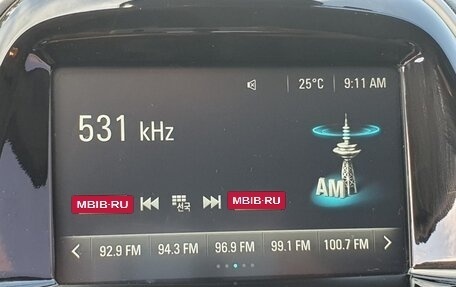 25°C 9:11 AM
531 kHz
AM
MBIB-RU 선국 MBIB-RU
92.9 FM 94.3 FM 96.9 FM 99.1 FM 100.7 FM